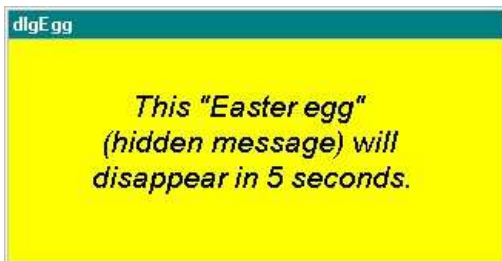 dlgEgg
This "Easter egg"
(hidden message) will
disappear in 5 seconds.